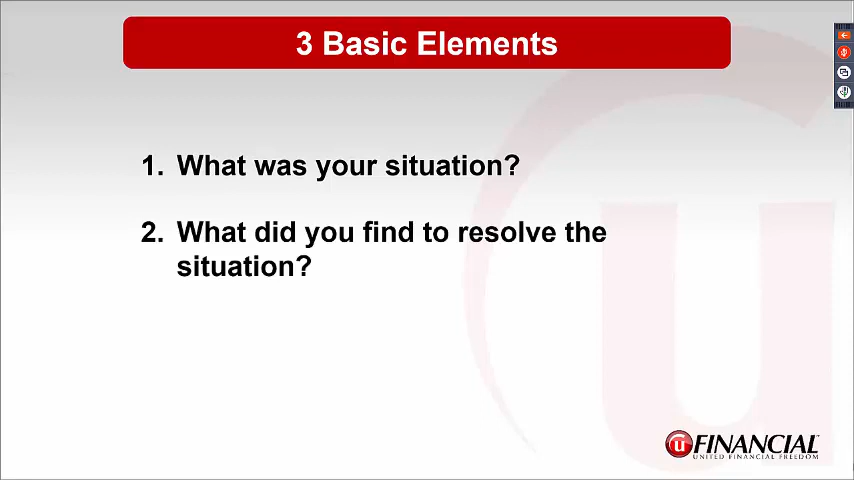 3 Basic Elements
1. What was your situation?
2. What did you find to resolve the
situation?
u FINANCIAL
UNITED FINANCIAL FREEDOM